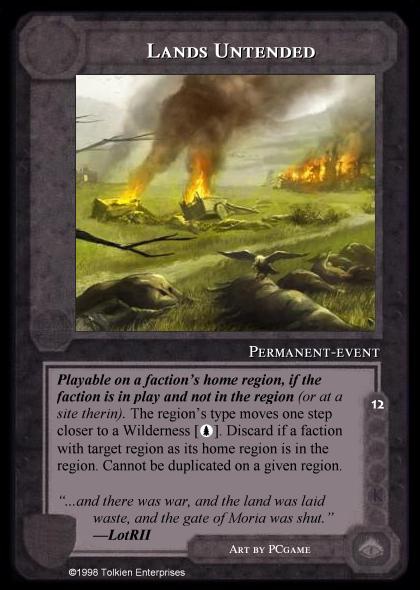 LANDS UNTENDED
PERMANENT-EVENT
Playable on a faction's home region, if the
faction is in play and not in the region (or at a
site therin). The region's type moves one step
closer to a Wilderness [ ]. Discard if a faction
with target region as its home region is in the
region. Cannot be duplicated on a given region.
12
"...and there was war, and the land was laid
waste, and the gate of Moria was shut."
—LotRII
ART BY PCGAME
©1998 Tolkien Enterprises